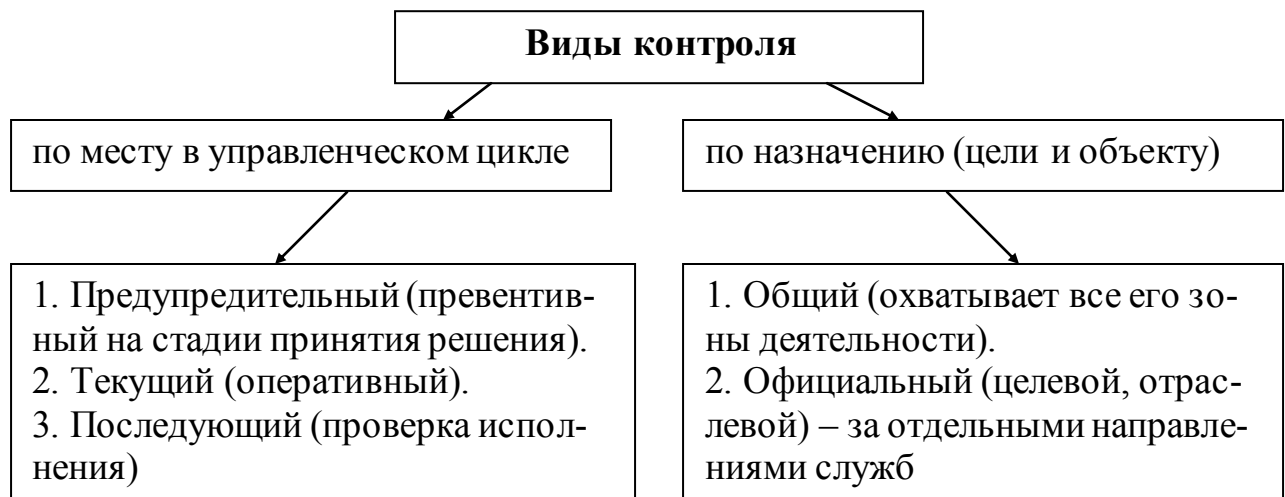 Виды контроля
по месту в управленческом цикле
по назначению (цели и объекту)
1. Предупредительный (превентив-
ный на стадии принятия решения).
2. Текущий (оперативный).
3. Последующий (проверка испол-
нения)
1. Общий (охватывает все его зо-
ны деятельности).
2. Официальный (целевой, отрас-
левой) – за отдельными направле-
ниями служб